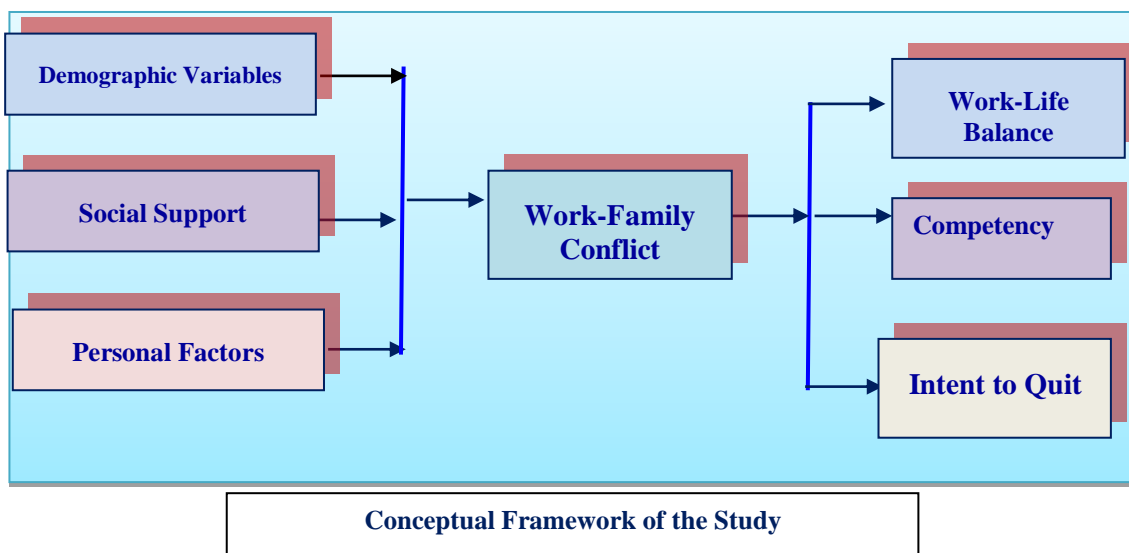 Demographic Variables
Social Support
Personal Factors
Work-Family
Conflict
Work-Life
Balance
Competency
Intent to Quit
Conceptual Framework of the Study